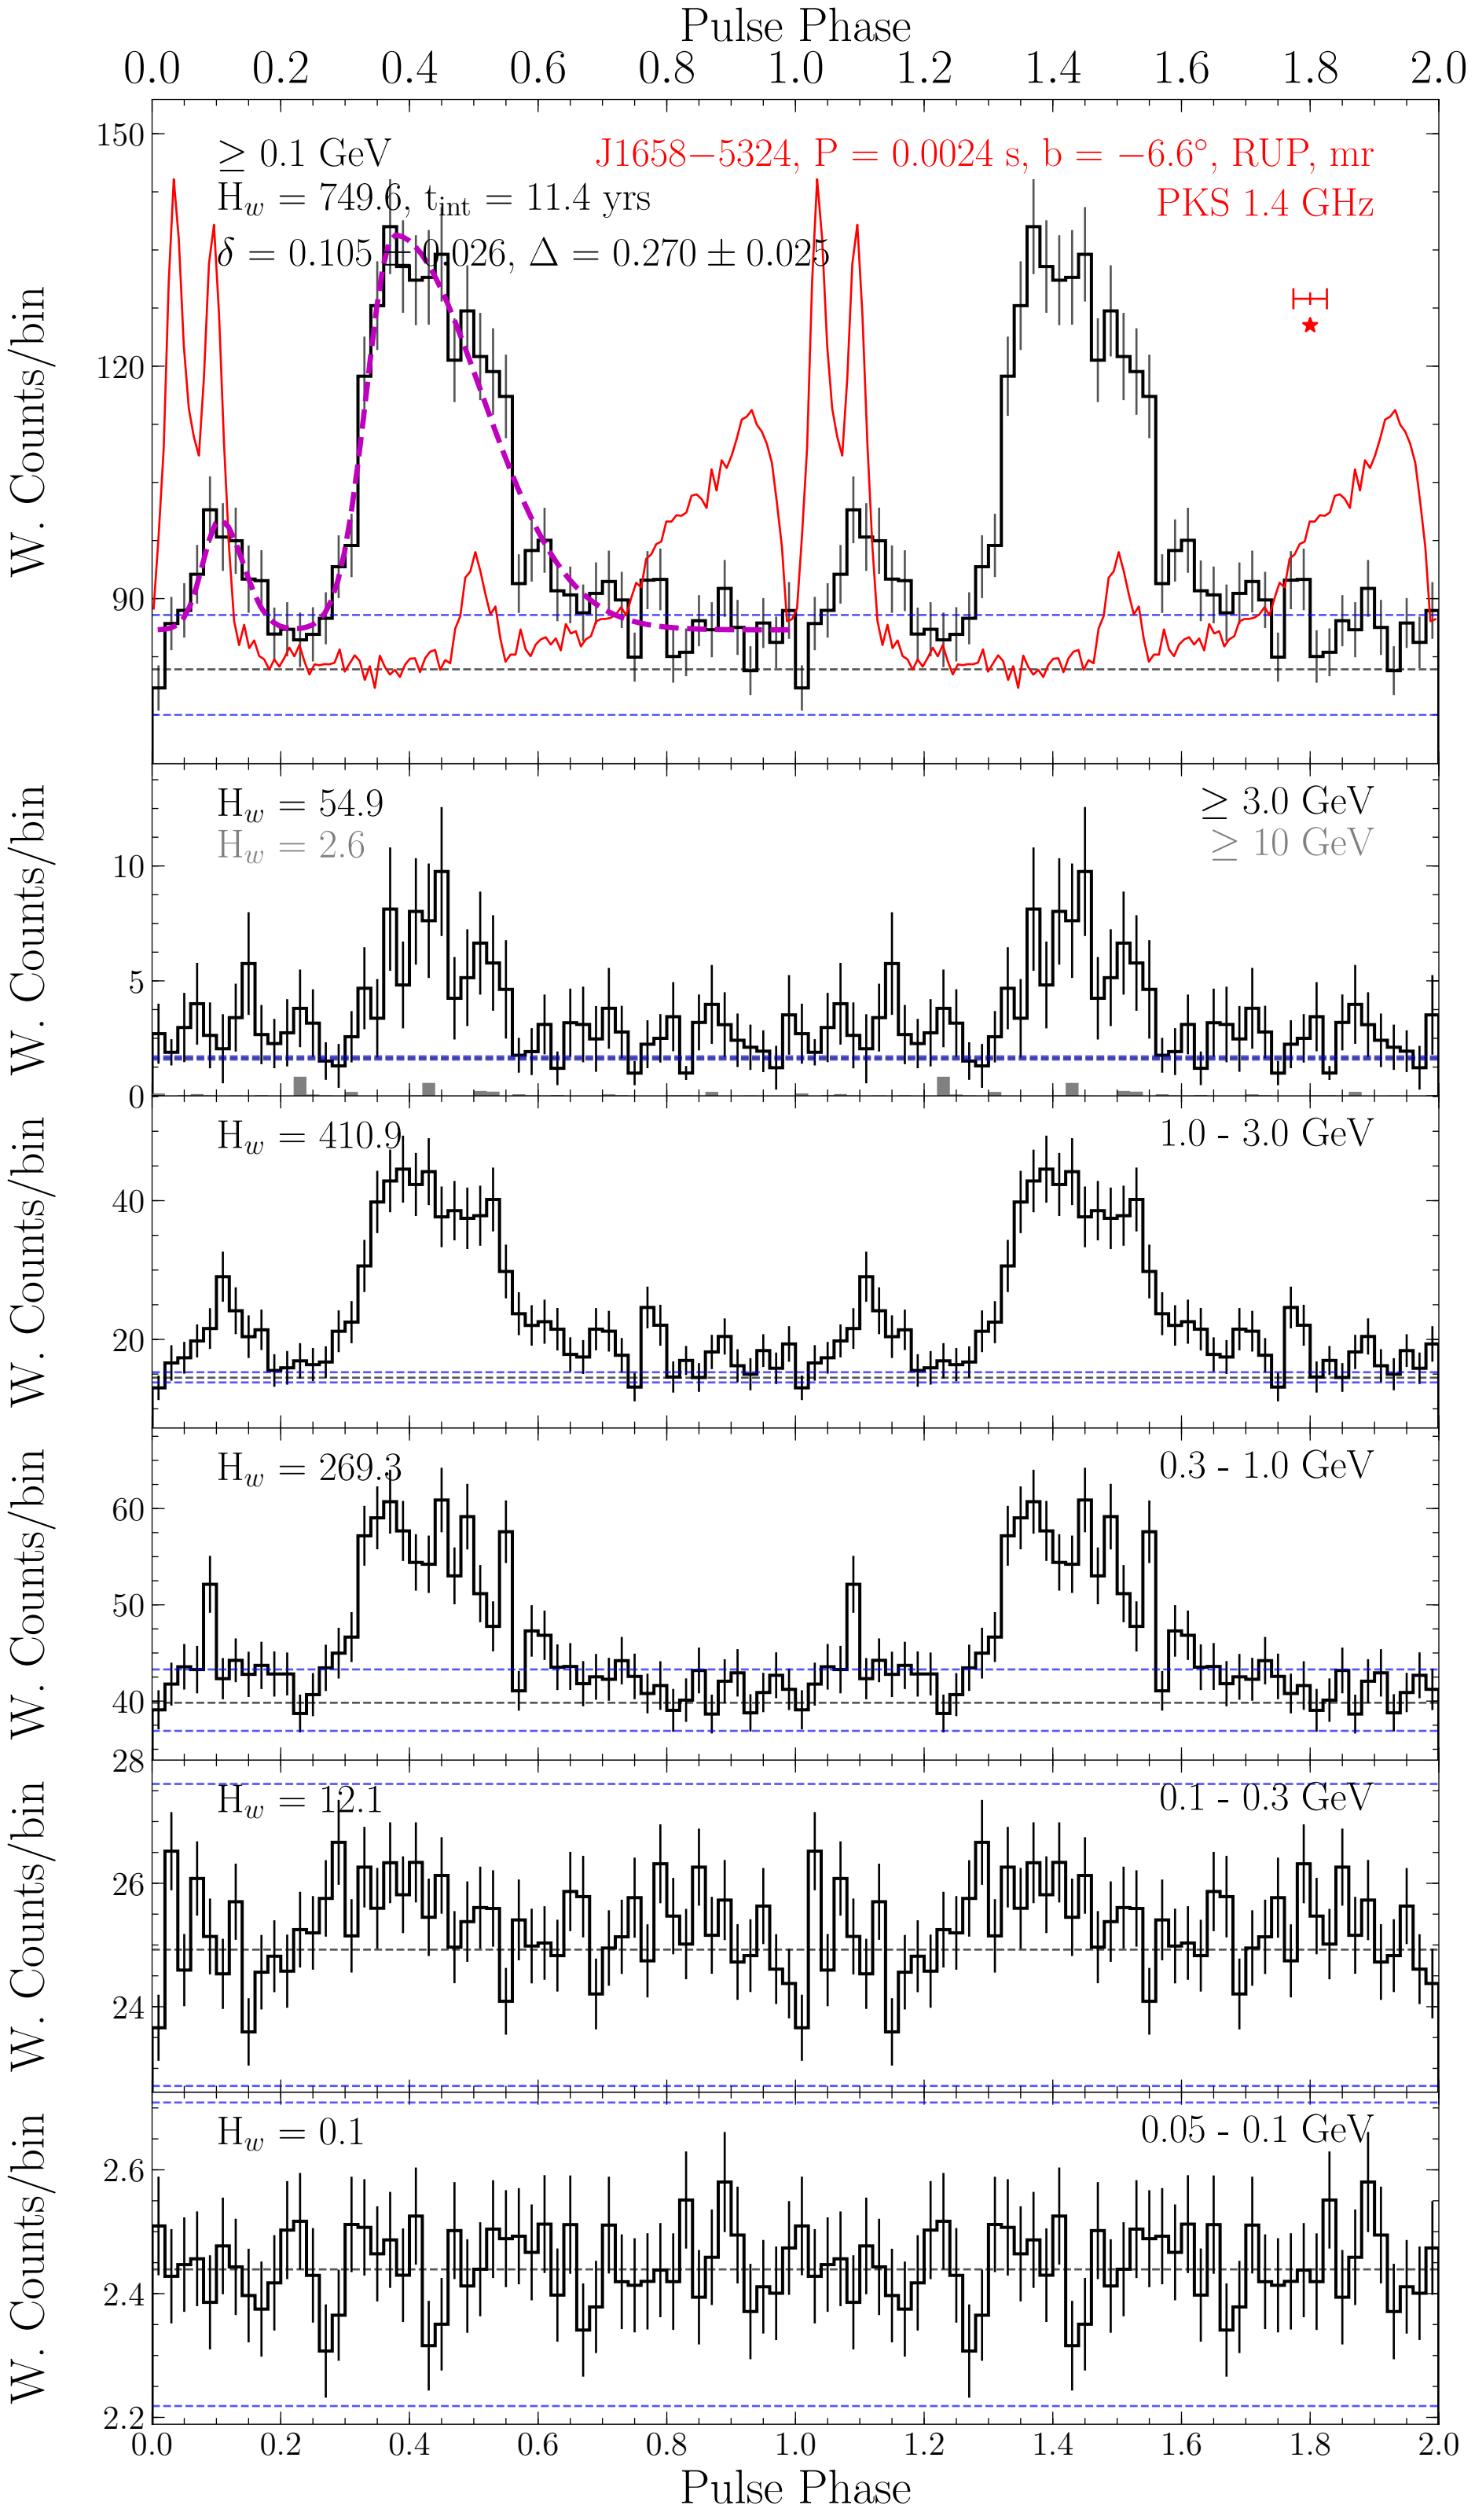 Pulse Phase
0.0 0.2 0.4 0.6 0.8 1.0 1.2 1.4 1.6 1.8 2.0
150
≥ 0.1 GeV
J1658−5324, P = 0.0024 s, b = −6.6°, RUP, mr
H_w = 749.6, t_int = 11.4 yrs
PKS 1.4 GHz
δ = 0.105 ± 0.026, Δ = 0.270 ± 0.025
120
90
W. Counts/bin
H_w = 54.9
≥ 3.0 GeV
H_w = 2.6
≥ 10 GeV
10
5
0
W. Counts/bin
H_w = 410.9
1.0 - 3.0 GeV
40
20
W. Counts/bin
H_w = 269.3
0.3 - 1.0 GeV
60
50
40
W. Counts/bin
28
H_w = 12.1
0.1 - 0.3 GeV
26
24
W. Counts/bin
H_w = 0.1
0.05 - 0.1 GeV
2.6
2.4
2.2
W. Counts/bin
0.0 0.2 0.4 0.6 0.8 1.0 1.2 1.4 1.6 1.8 2.0
Pulse Phase